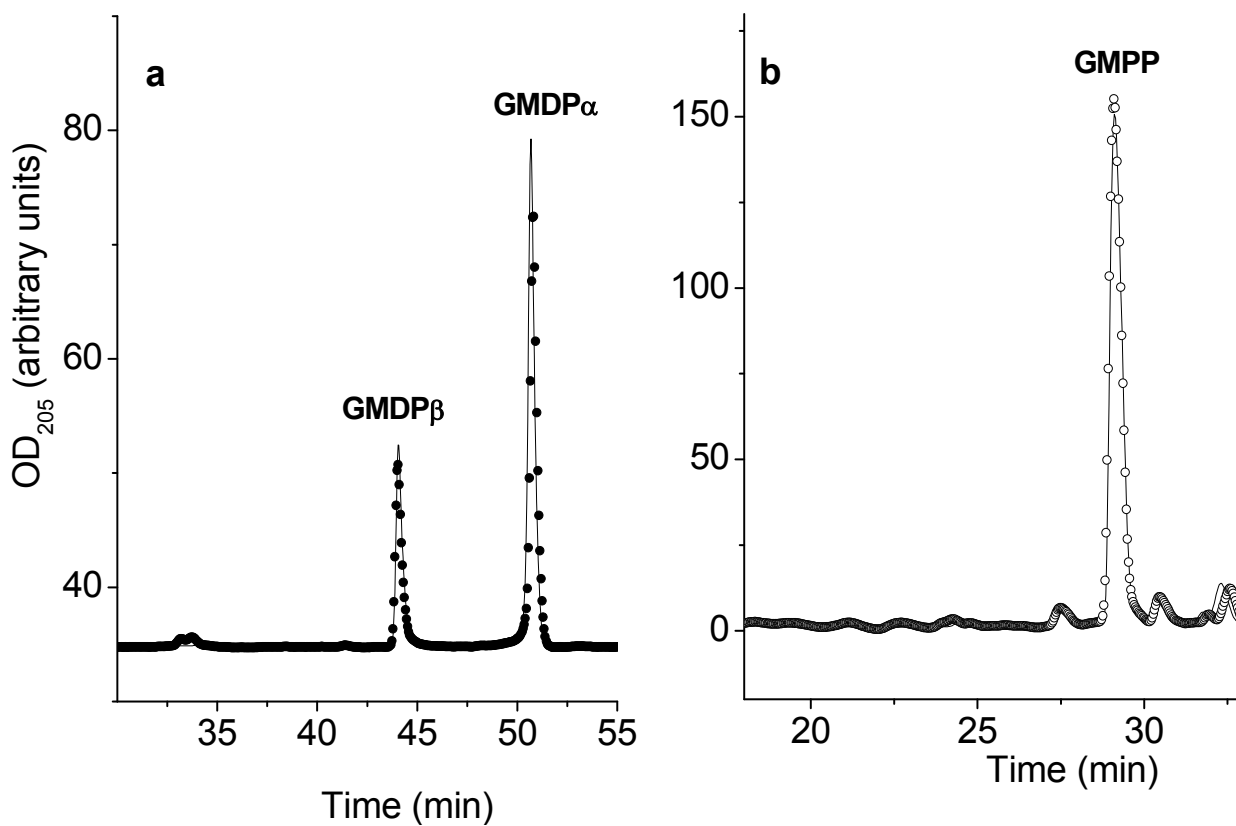 a
GMDPα
80
GMDPβ
60
40
OD₂₀₅ (arbitrary units)
35 40 45 50 55
Time (min)
b
GMPP
150
100
50
0
20 25 30
Time (min)